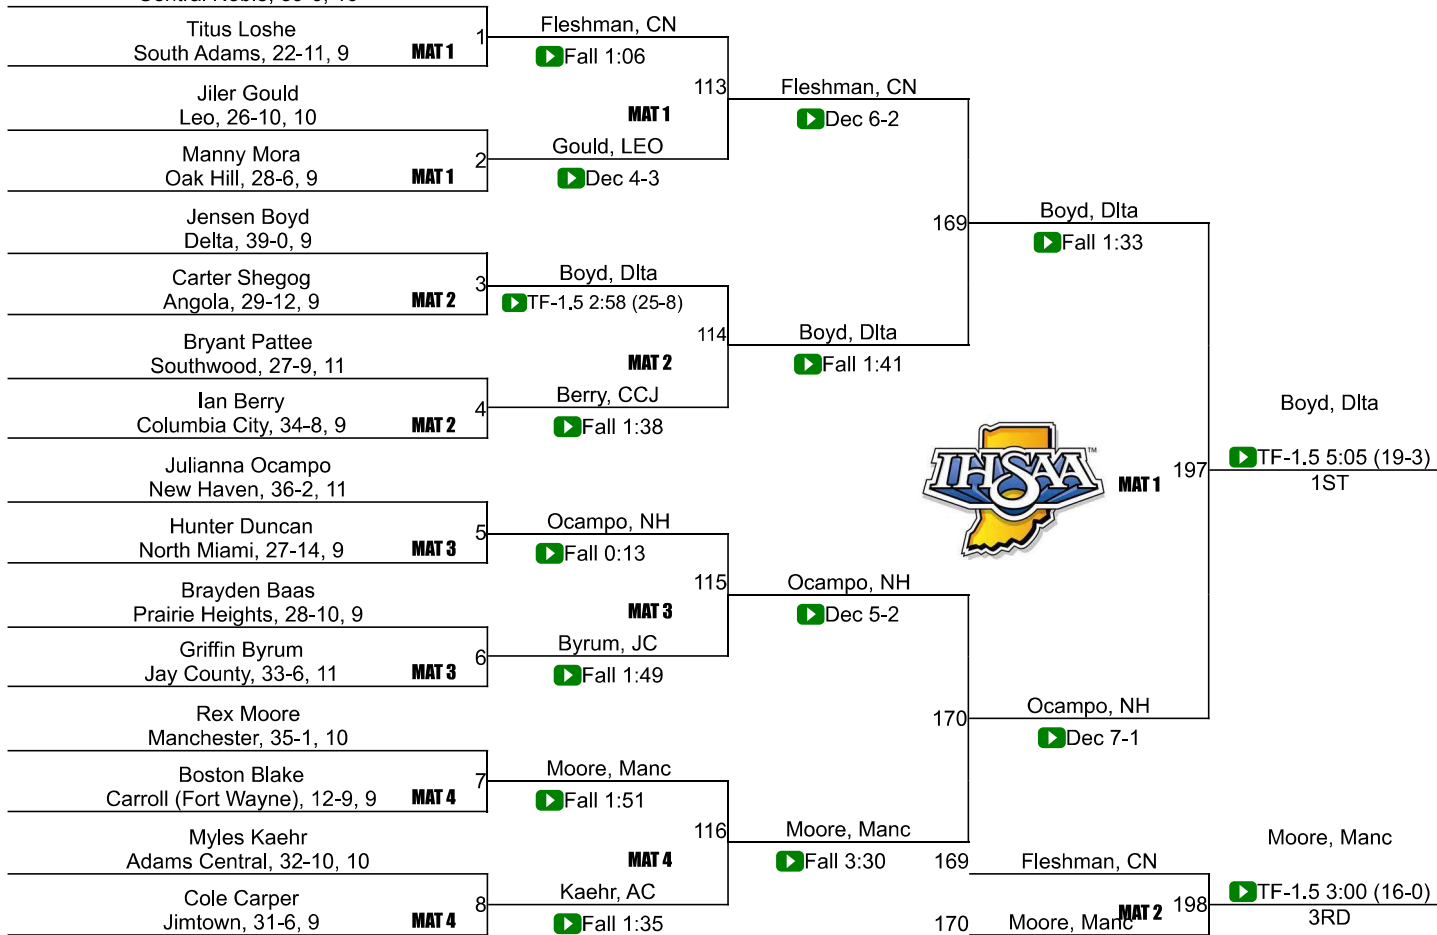 Titus Loshe
South Adams, 22-11, 9
MAT 1
1
Fleshman, CN
Fall 1:06
Jiler Gould
Leo, 26-10, 10
113
MAT 1
Fleshman, CN
Dec 6-2
Manny Mora
Oak Hill, 28-6, 9
MAT 1
2
Gould, LEO
Dec 4-3
Jensen Boyd
Delta, 39-0, 9
169
Boyd, Dlta
Fall 1:33
Carter Shegog
Angola, 29-12, 9
MAT 2
3
Boyd, Dlta
TF-1.5 2:58 (25-8)
Bryant Pattee
Southwood, 27-9, 11
114
MAT 2
Boyd, Dlta
Fall 1:41
Ian Berry
Columbia City, 34-8, 9
MAT 2
4
Berry, CCJ
Fall 1:38
Julianna Ocampo
New Haven, 36-2, 11
IHSAA
TM
MAT 1
197
Boyd, Dlta
TF-1.5 5:05 (19-3)
1ST
Hunter Duncan
North Miami, 27-14, 9
MAT 3
5
Ocampo, NH
Fall 0:13
Brayden Baas
Prairie Heights, 28-10, 9
115
MAT 3
Ocampo, NH
Dec 5-2
Griffin Byrum
Jay County, 33-6, 11
MAT 3
6
Byrum, JC
Fall 1:49
Rex Moore
Manchester, 35-1, 10
170
Ocampo, NH
Dec 7-1
Boston Blake
Carroll (Fort Wayne), 12-9, 9
MAT 4
7
Moore, Manc
Fall 1:51
Myles Kaehr
Adams Central, 32-10, 10
116
MAT 4
Moore, Manc
Fall 3:30
Cole Carper
Jimtown, 31-6, 9
MAT 4
8
Kaehr, AC
Fall 1:35
169
Fleshman, CN
170
Moore, Manc
MAT 2
198
Moore, Manc
TF-1.5 3:00 (16-0)
3RD